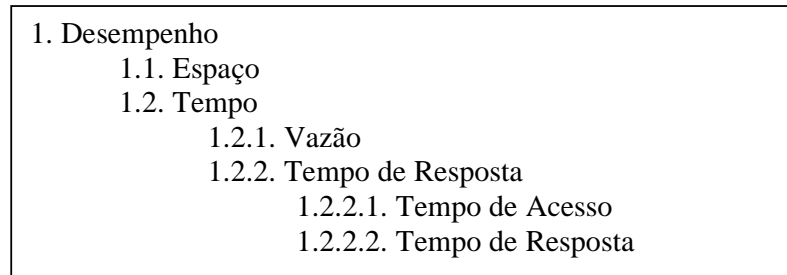 1. Desempenho
1.1. Espaço
1.2. Tempo
1.2.1. Vazão
1.2.2. Tempo de Resposta
1.2.2.1. Tempo de Acesso
1.2.2.2. Tempo de Resposta